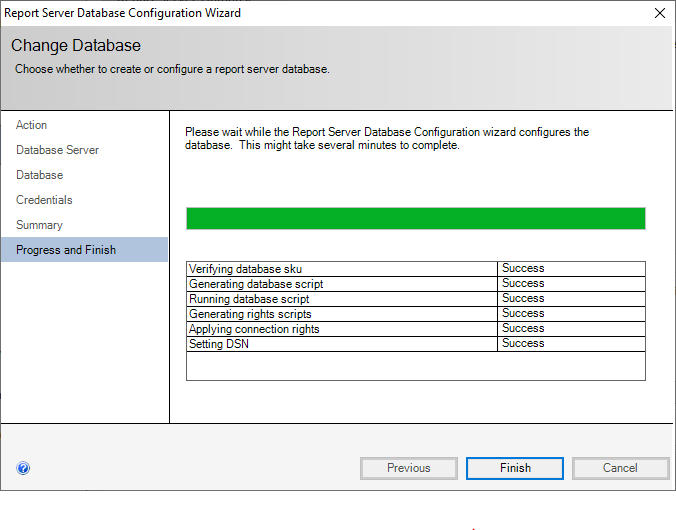 Report Server Database Configuration Wizard
Change Database
Choose whether to create or configure a report server database.
Action
Database Server
Database
Credentials
Summary
Progress and Finish
Please wait while the Report Server Database Configuration wizard configures the
database. This might take several minutes to complete.
Verifying database sku Success
Generating database script Success
Running database script Success
Generating rights scripts Success
Applying connection rights Success
Setting DSN Success
Previous Finish Cancel